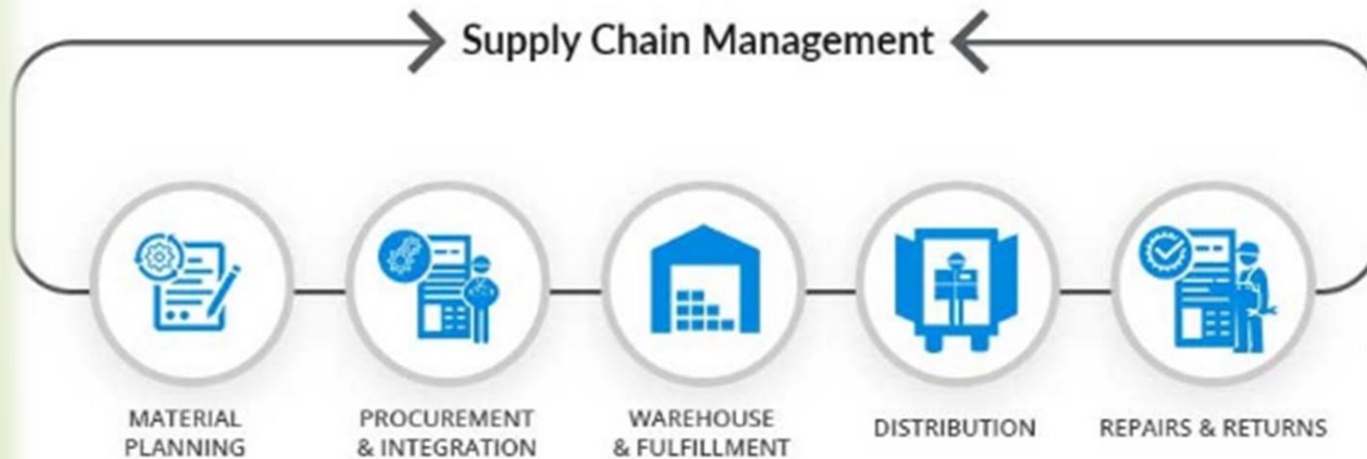 Supply Chain Management
MATERIAL
PLANNING
PROCUREMENT
& INTEGRATION
WAREHOUSE
& FULFILLMENT
DISTRIBUTION
REPAIRS & RETURNS